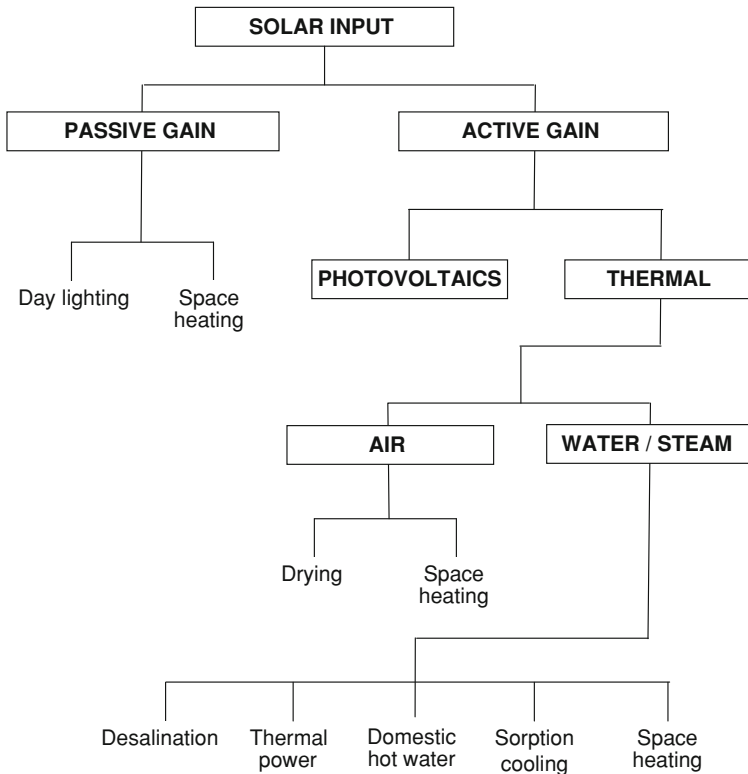 SOLAR INPUT
PASSIVE GAIN
ACTIVE GAIN
Day lighting
Space
heating
PHOTOVOLTAICS
THERMAL
AIR
WATER / STEAM
Drying
Space
heating
Desalination
Thermal
power
Domestic
hot water
Sorption
cooling
Space
heating